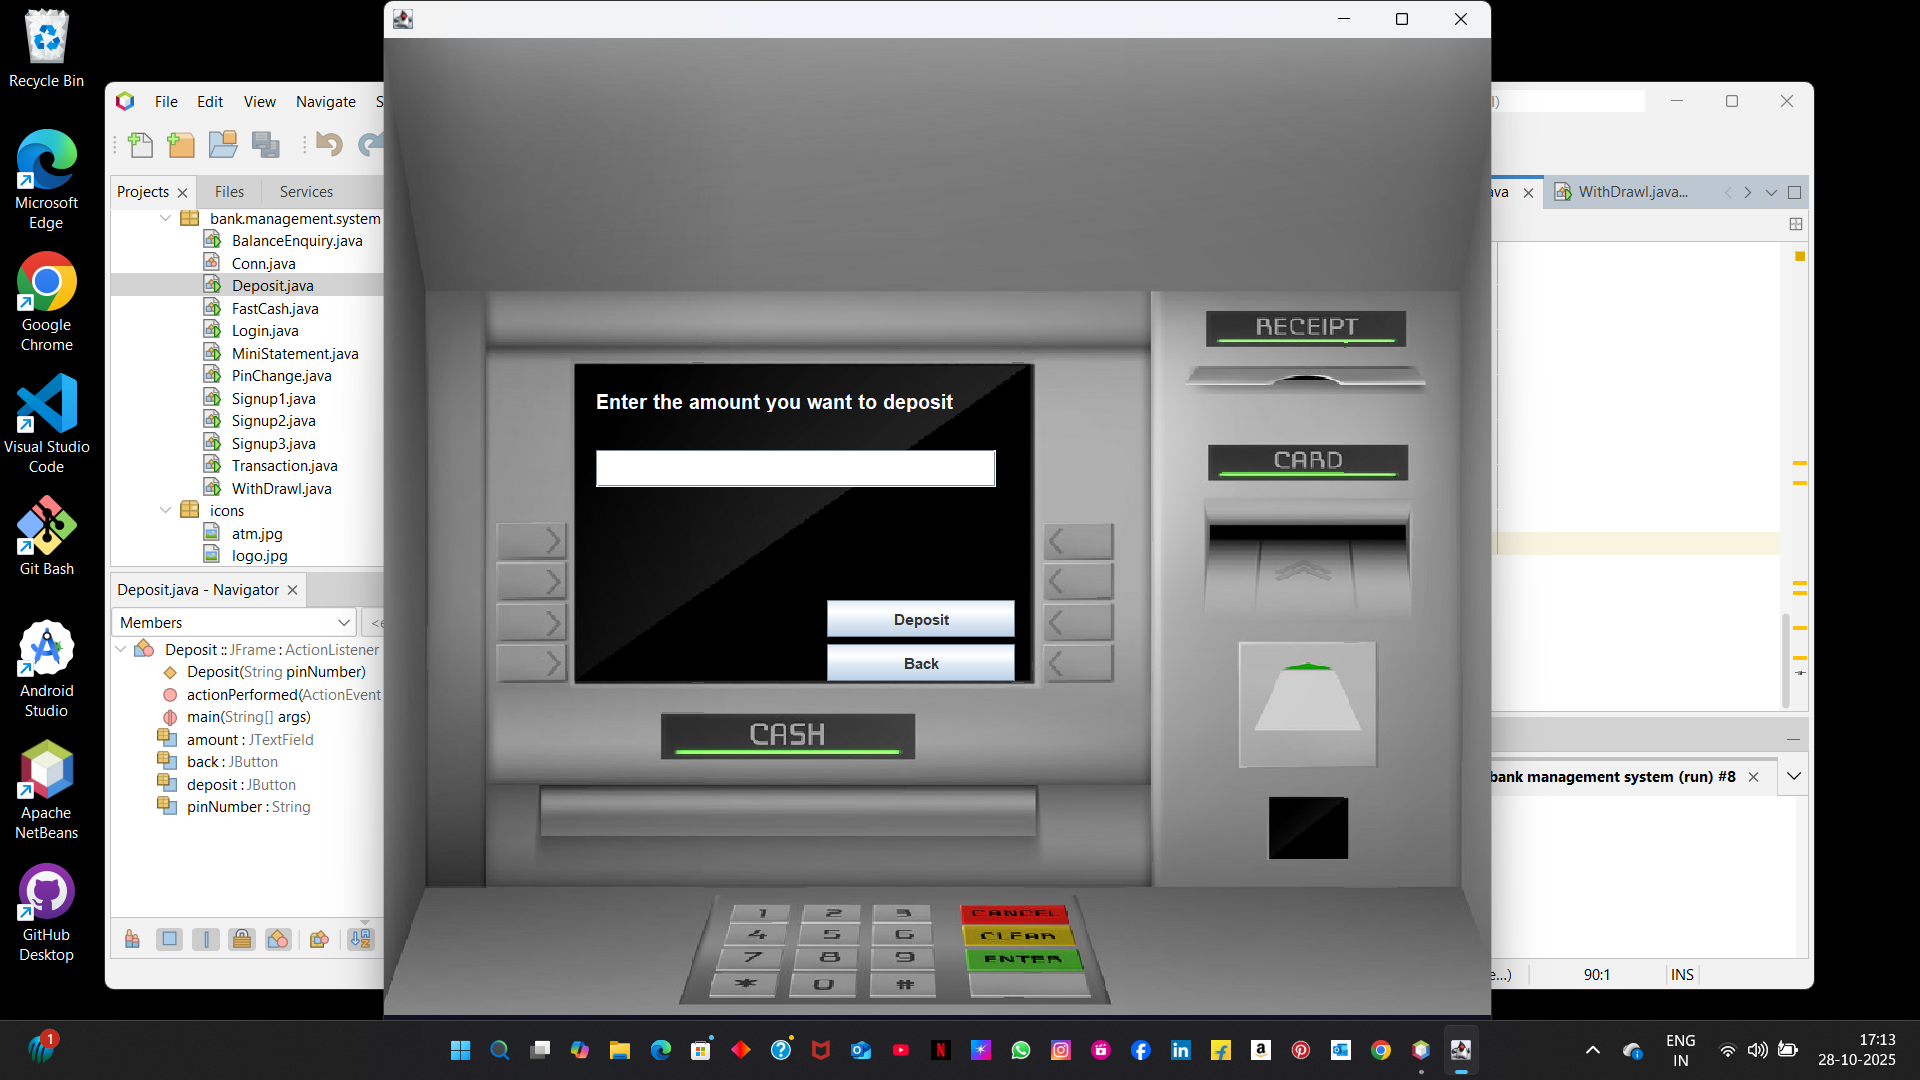 Recycle Bin
Microsoft
Edge
Google
Chrome
Visual Studio
Code
Git Bash
Android
Studio
Apache
NetBeans
GitHub
Desktop
File Edit View Navigate S
Projects Files Services
bank.management.system
BalanceEnquiry.java
Conn.java
Deposit.java
FastCash.java
Login.java
MiniStatement.java
PinChange.java
Signup1.java
Signup2.java
Signup3.java
Transaction.java
WithDrawl.java
icons
atm.jpg
logo.jpg
Deposit.java - Navigator
Members
Deposit :: JFrame : ActionListener
Deposit(String pinNumber)
actionPerformed(ActionEvent
main(String[] args)
amount : JTextField
back : JButton
deposit : JButton
pinNumber : String
Enter the amount you want to deposit
Deposit
Back
CASH
RECEIPT
CARD
1 2 3
4 5 6
7 8 9
* 0 #
CANCEL
CLEAR
ENTER
WithDrawl.java...
bank management system (run) #8
90:1 INS
1
ENG
IN
17:13
28-10-2025